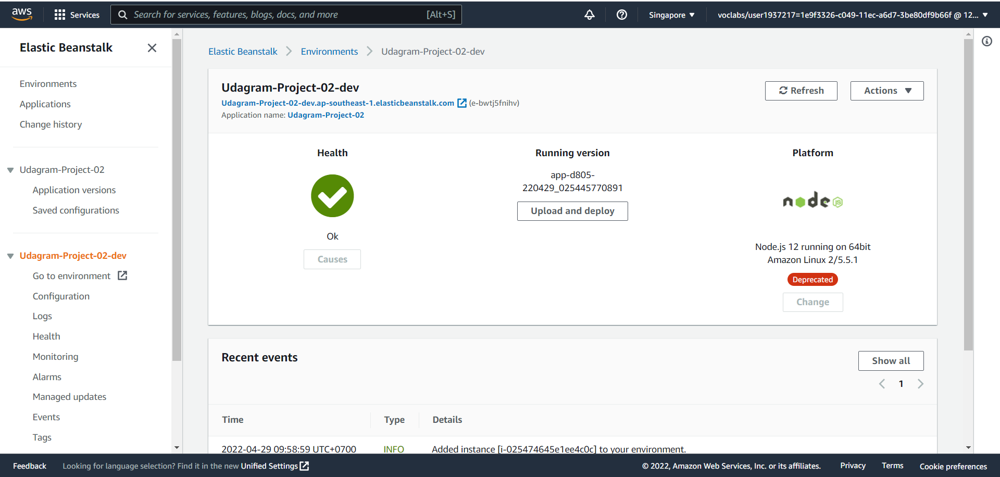 aws
Services
Search for services, features, blogs, docs, and more
[Alt+S]
Singapore
voclabs/user1937217=1e9f3326-c049-11ec-a6d7-3be80df9b66f @ 12...
Elastic Beanstalk
Environments
Applications
Change history
Udagram-Project-02
Application versions
Saved configurations
Udagram-Project-02-dev
Go to environment
Configuration
Logs
Health
Monitoring
Alarms
Managed updates
Events
Tags
Elastic Beanstalk
Environments
Udagram-Project-02-dev
Udagram-Project-02-dev
Udagram-Project-02-dev.ap-southeast-1.elasticbeanstalk.com (e-bwtj5fnihv)
Application name: Udagram-Project-02
Refresh
Actions
Health
Ok
Causes
Running version
app-d805-
220429_025445770891
Upload and deploy
Platform
node JS
Node.js 12 running on 64bit
Amazon Linux 2/5.5.1
Deprecated
Change
Recent events
Show all
1
Time Type Details
2022-04-29 09:58:59 UTC+0700 INFO Added instance [i-025474645e1ee4c0c] to your environment.
Feedback
Looking for language selection? Find it in the new Unified Settings
© 2022, Amazon Web Services, Inc. or its affiliates.
Privacy
Terms
Cookie preferences